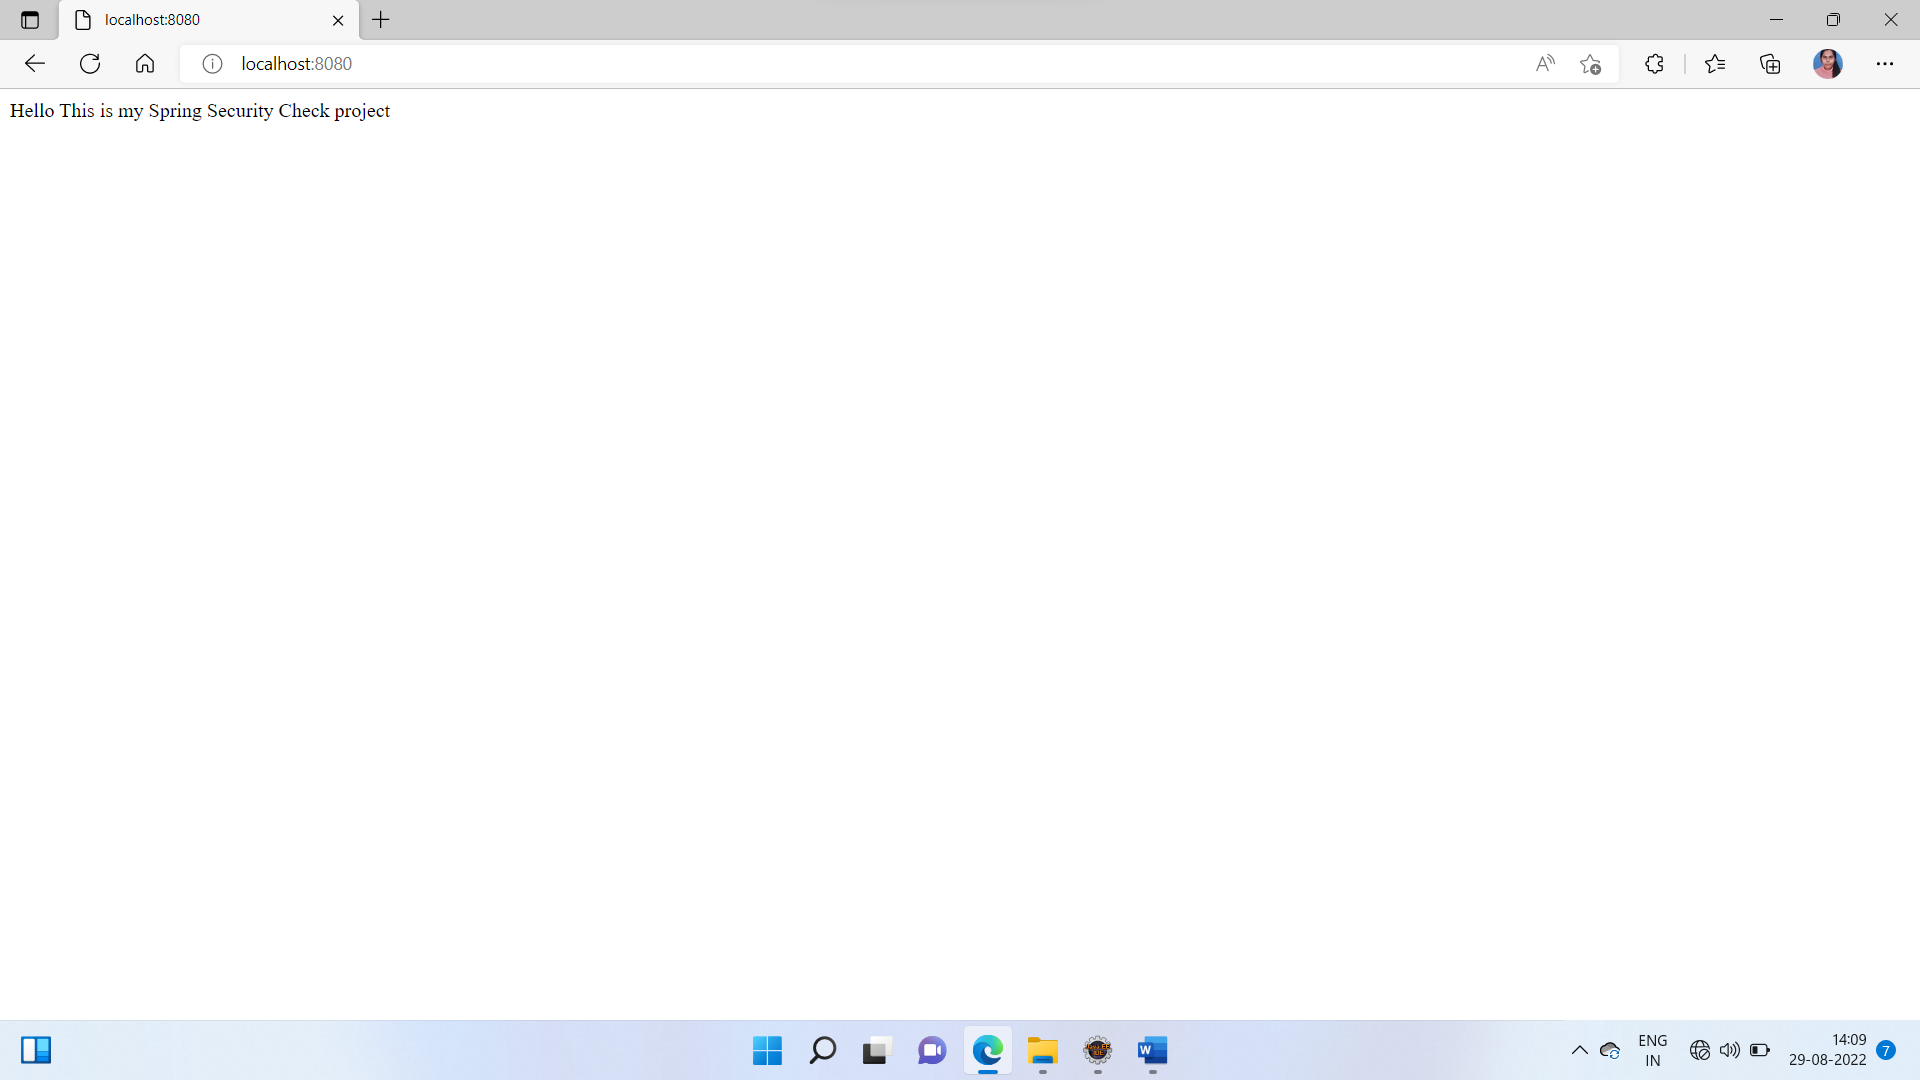 localhost:8080
localhost:8080
Hello This is my Spring Security Check project
ENG
IN
14:09
29-08-2022
7